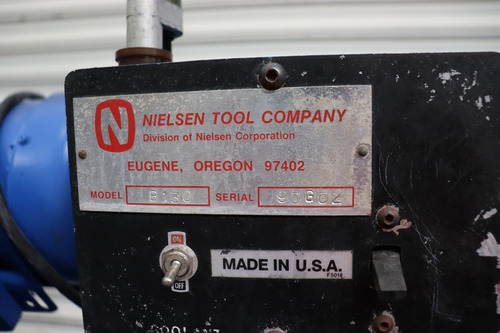 N
NIELSEN TOOL COMPANY
Division of Nielsen Corporation
EUGENE, OREGON 97402
MODEL SERIAL
ON
OFF
MADE IN U.S.A.